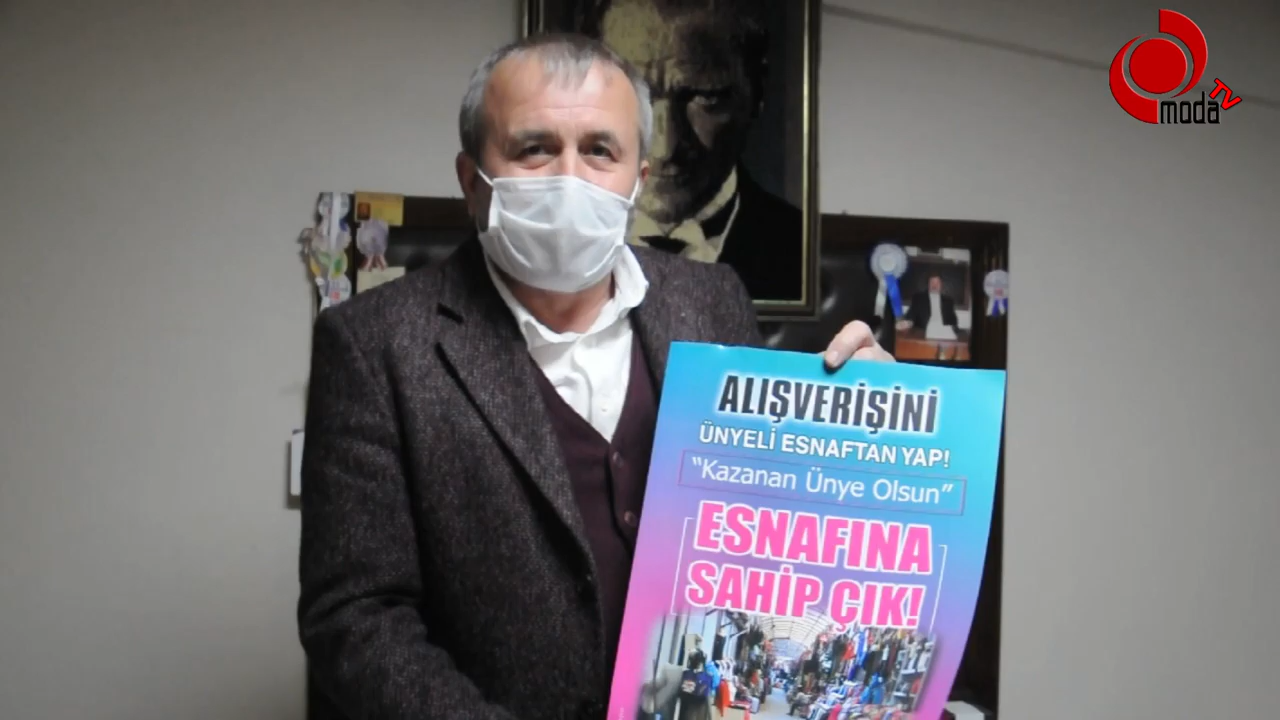 moda TV
ALIŞVERİŞİNİ
ÜNYELİ ESNAFTAN YAP!
"Kazanan Ünye Olsun"
ESNAFINA
SAHİP ÇIK!